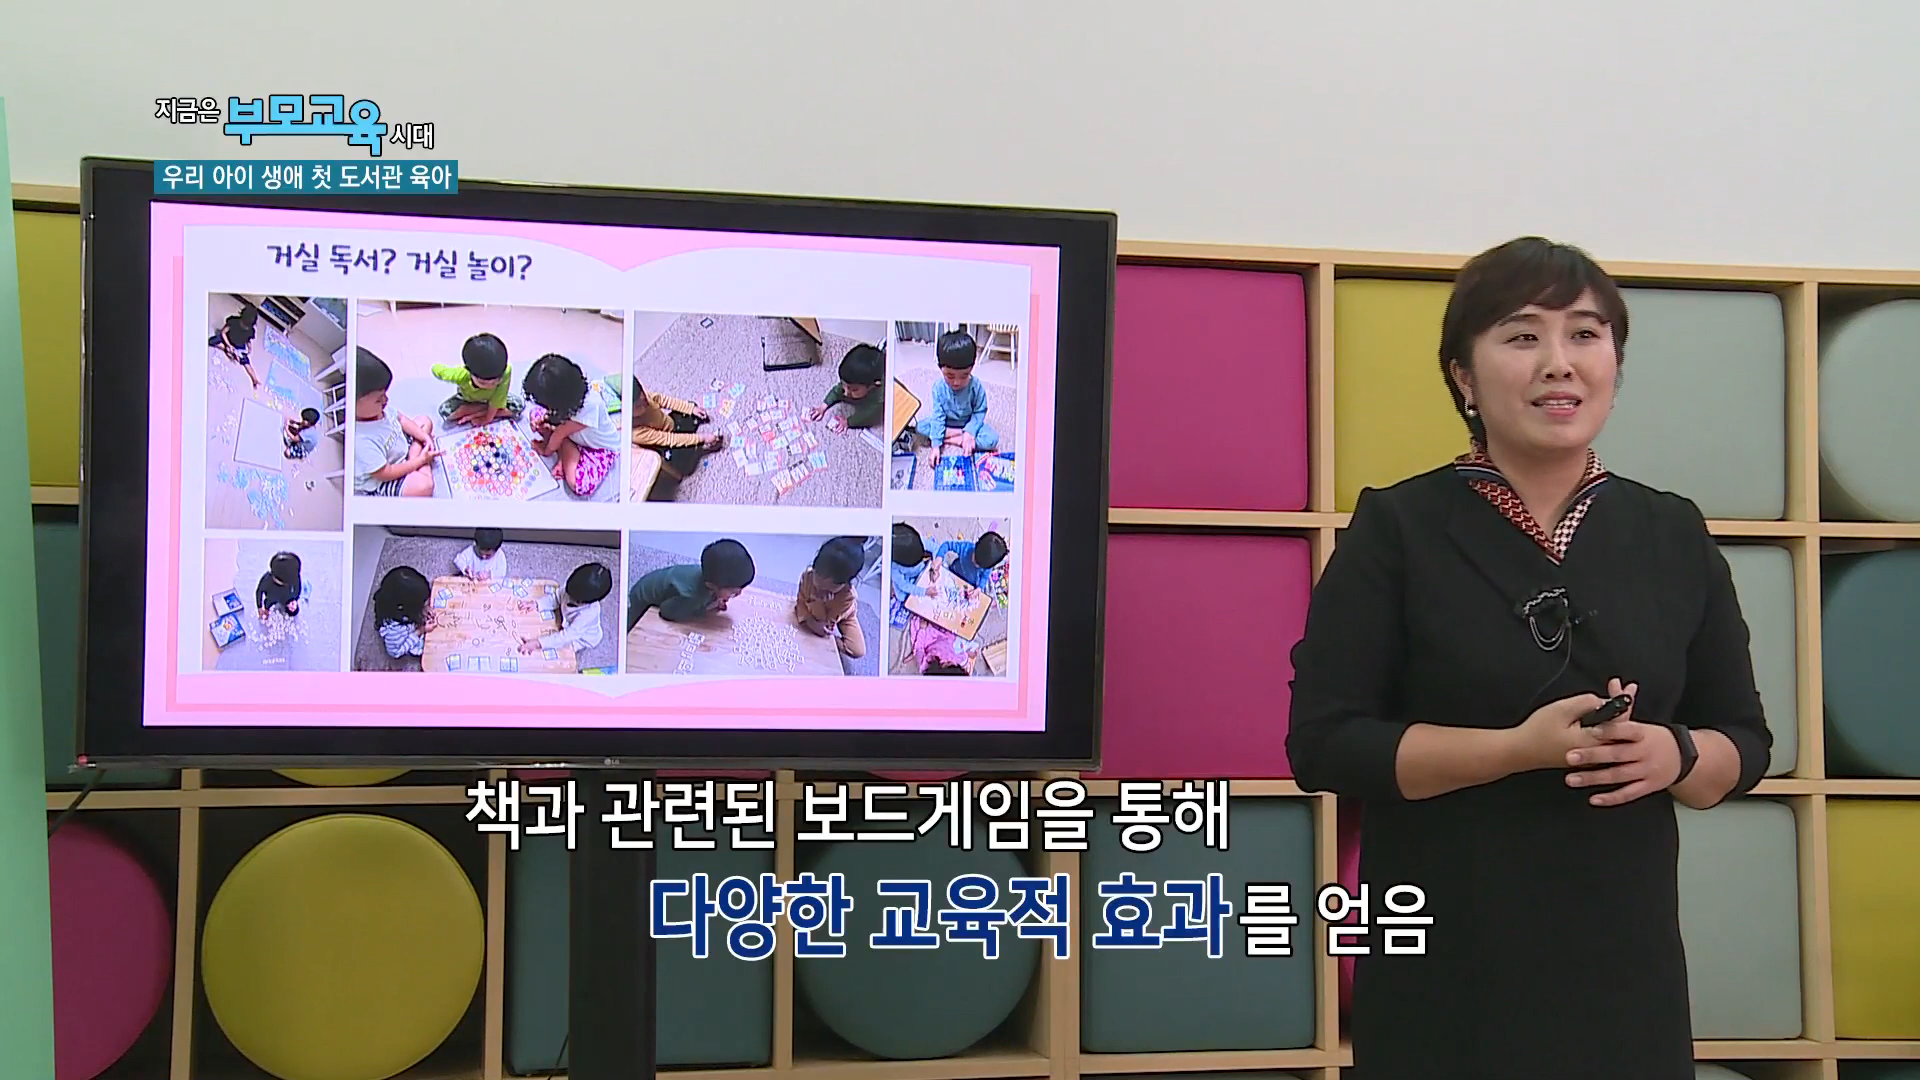 지금은 부모교육 시대
우리 아이 생애 첫 도서관 육아
거실 독서? 거실 놀이?
LG
책과 관련된 보드게임을 통해
다양한 교육적 효과를 얻음